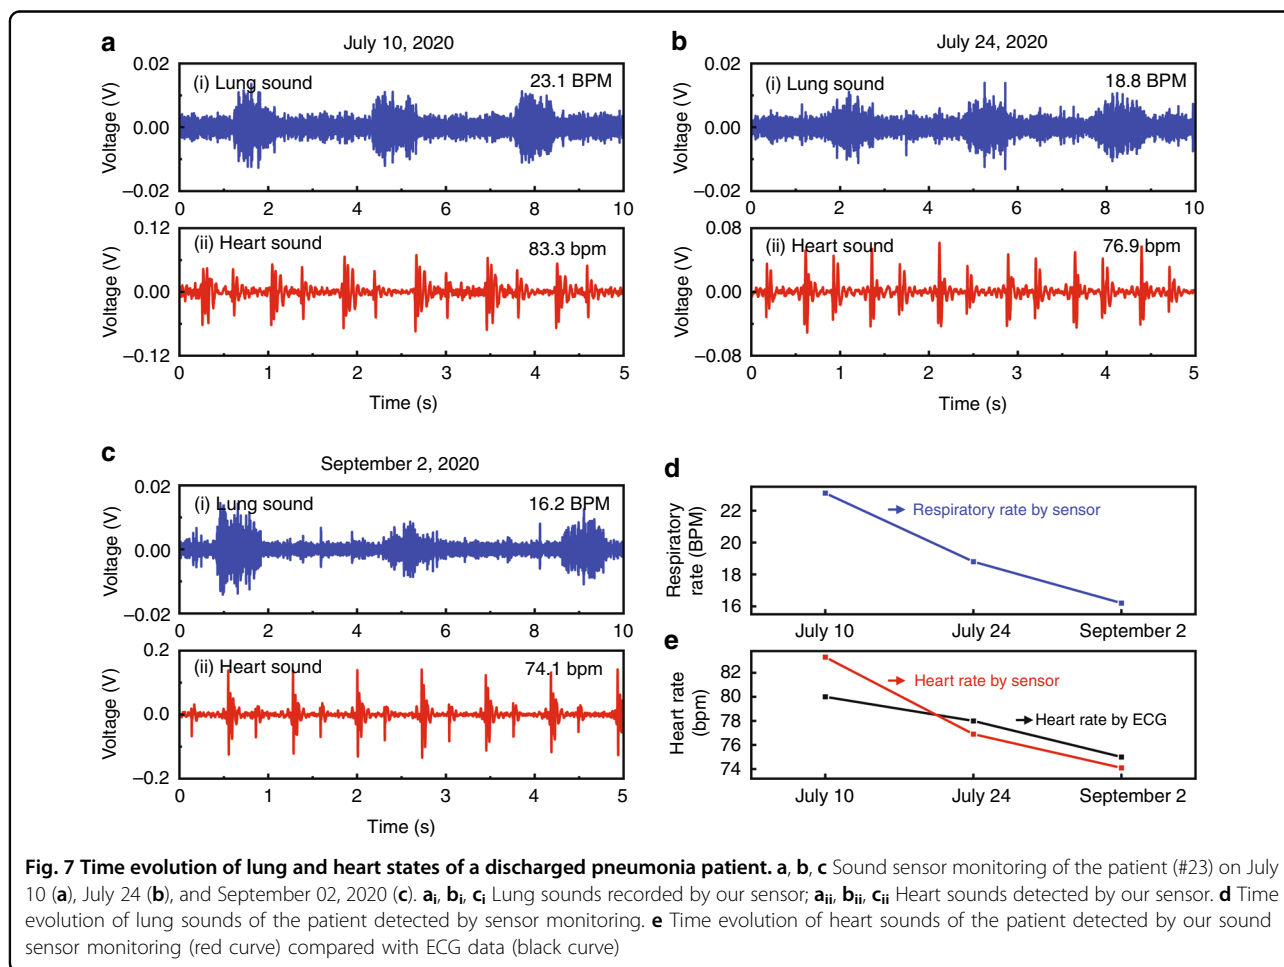 a
July 10, 2020
(i) Lung sound
23.1 BPM
Voltage (V)
0.02
0.00
−0.02
0 2 4 6 8 10
(ii) Heart sound
83.3 bpm
Voltage (V)
0.12
0.00
−0.12
0 1 2 3 4 5
Time (s)
b
July 24, 2020
(i) Lung sound
18.8 BPM
Voltage (V)
0.02
0.00
−0.02
0 2 4 6 8 10
(ii) Heart sound
76.9 bpm
Voltage (V)
0.08
0.00
−0.08
0 1 2 3 4 5
Time (s)
c
September 2, 2020
(i) Lung sound
16.2 BPM
Voltage (V)
0.02
0.00
−0.02
0 2 4 6 8 10
(ii) Heart sound
74.1 bpm
Voltage (V)
0.2
0.0
−0.2
0 1 2 3 4 5
Time (s)
d
Respiratory
rate (BPM)
22
20
18
16
Respiratory rate by sensor
July 10 July 24 September 2
e
Heart rate
(bpm)
82
80
78
76
74
Heart rate by sensor
Heart rate by ECG
July 10 July 24 September 2
Fig. 7 Time evolution of lung and heart states of a discharged pneumonia patient. a, b, c Sound sensor monitoring of the patient (#23) on July
10 (a), July 24 (b), and September 02, 2020 (c). ai, bi, ci Lung sounds recorded by our sensor; aii, bii, cii Heart sounds detected by our sensor. d Time
evolution of lung sounds of the patient detected by sensor monitoring. e Time evolution of heart sounds of the patient detected by our sound
sensor monitoring (red curve) compared with ECG data (black curve)